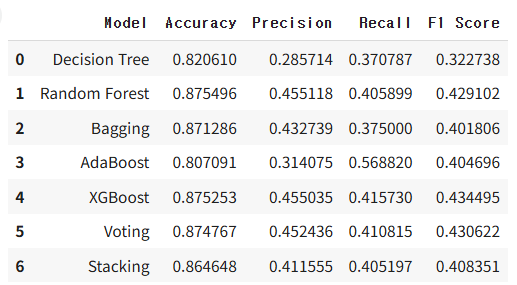 Model Accuracy Precision Recall F1 Score
0 Decision Tree 0.820610 0.285714 0.370787 0.322738
1 Random Forest 0.875496 0.455118 0.405899 0.429102
2 Bagging 0.871286 0.432739 0.375000 0.401806
3 AdaBoost 0.807091 0.314075 0.568820 0.404696
4 XGBoost 0.875253 0.455035 0.415730 0.434495
5 Voting 0.874767 0.452436 0.410815 0.430622
6 Stacking 0.864648 0.411555 0.405197 0.408351